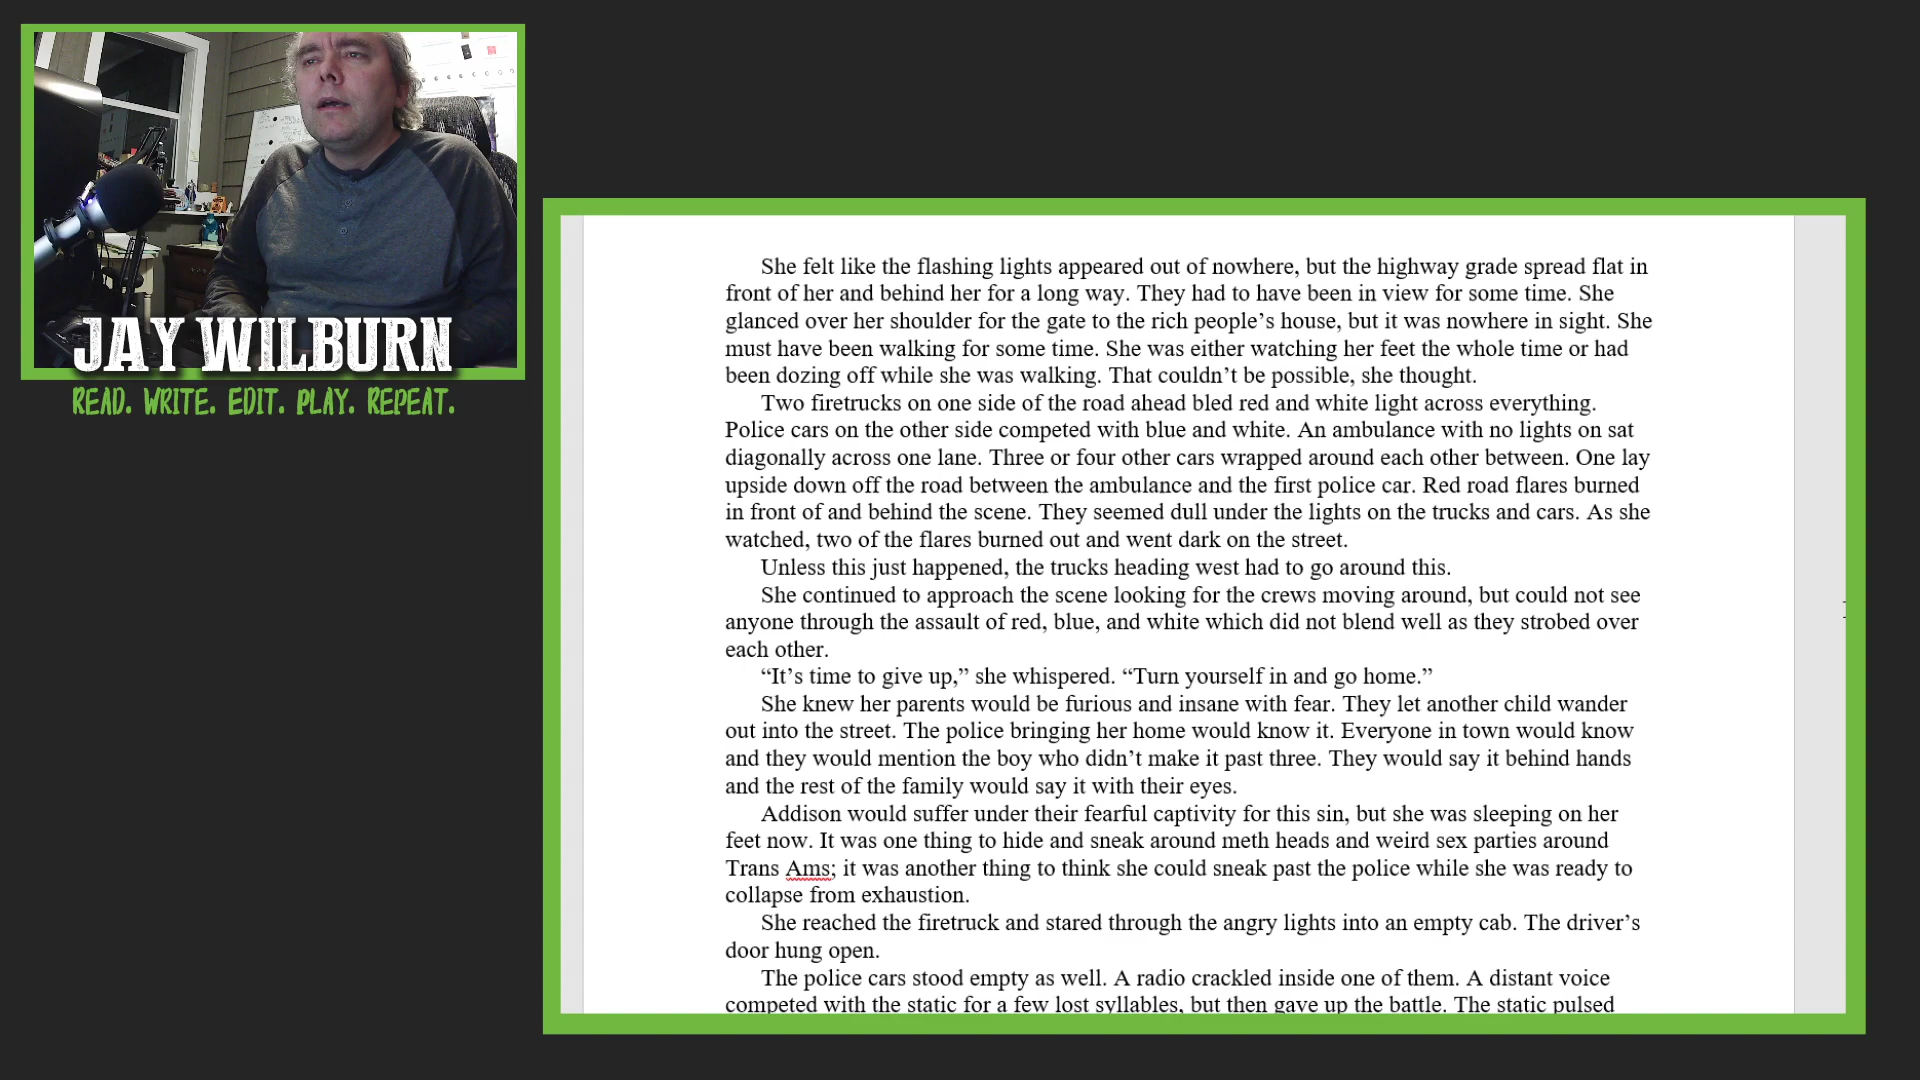 JAY WILBURN
READ. WRITE. EDIT. PLAY. REPEAT.
She felt like the flashing lights appeared out of nowhere, but the highway grade spread flat in
front of her and behind her for a long way. They had to have been in view for some time. She
glanced over her shoulder for the gate to the rich people’s house, but it was nowhere in sight. She
must have been walking for some time. She was either watching her feet the whole time or had
been dozing off while she was walking. That couldn’t be possible, she thought.
Two firetrucks on one side of the road ahead bled red and white light across everything.
Police cars on the other side competed with blue and white. An ambulance with no lights on sat
diagonally across one lane. Three or four other cars wrapped around each other between. One lay
upside down off the road between the ambulance and the first police car. Red road flares burned
in front of and behind the scene. They seemed dull under the lights on the trucks and cars. As she
watched, two of the flares burned out and went dark on the street.
Unless this just happened, the trucks heading west had to go around this.
She continued to approach the scene looking for the crews moving around, but could not see
anyone through the assault of red, blue, and white which did not blend well as they strobed over
each other.
“It’s time to give up,” she whispered. “Turn yourself in and go home.”
She knew her parents would be furious and insane with fear. They let another child wander
out into the street. The police bringing her home would know it. Everyone in town would know
and they would mention the boy who didn’t make it past three. They would say it behind hands
and the rest of the family would say it with their eyes.
Addison would suffer under their fearful captivity for this sin, but she was sleeping on her
feet now. It was one thing to hide and sneak around meth heads and weird sex parties around
Trans Ams; it was another thing to think she could sneak past the police while she was ready to
collapse from exhaustion.
She reached the firetruck and stared through the angry lights into an empty cab. The driver’s
door hung open.
The police cars stood empty as well. A radio crackled inside one of them. A distant voice
competed with the static for a few lost syllables, but then gave up the battle. The static pulsed